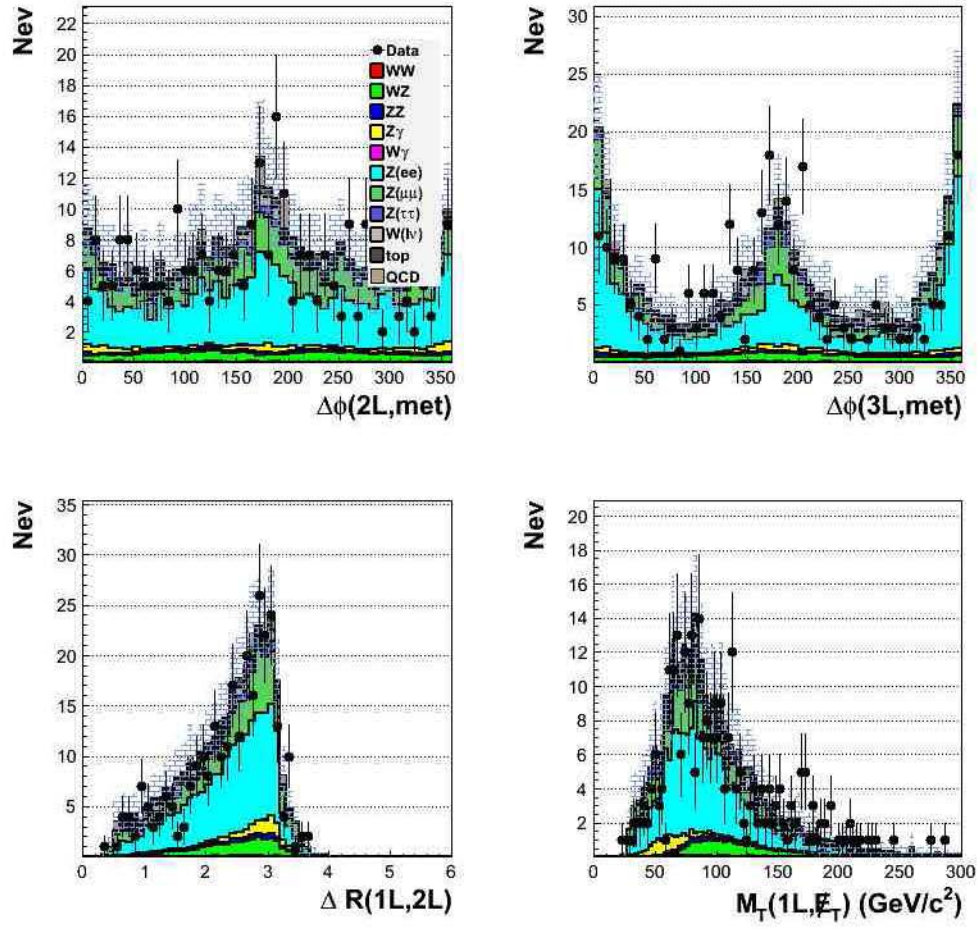 Nev
22
20
18
16
14
12
10
8
6
4
2
0 50 100 150 200 250 300 350
Δϕ(2L,met)
Data
WW
WZ
ZZ
Zγ
Wγ
Z(ee)
Z(μμ)
Z(ττ)
W(lν)
top
QCD
Nev
30
25
20
15
10
5
0 50 100 150 200 250 300 350
Δϕ(3L,met)
Nev
35
30
25
20
15
10
5
0 1 2 3 4 5 6
Δ R(1L,2L)
Nev
20
18
16
14
12
10
8
6
4
2
0 50 100 150 200 250 300
M_T(1L,E̸_T) (GeV/c²)